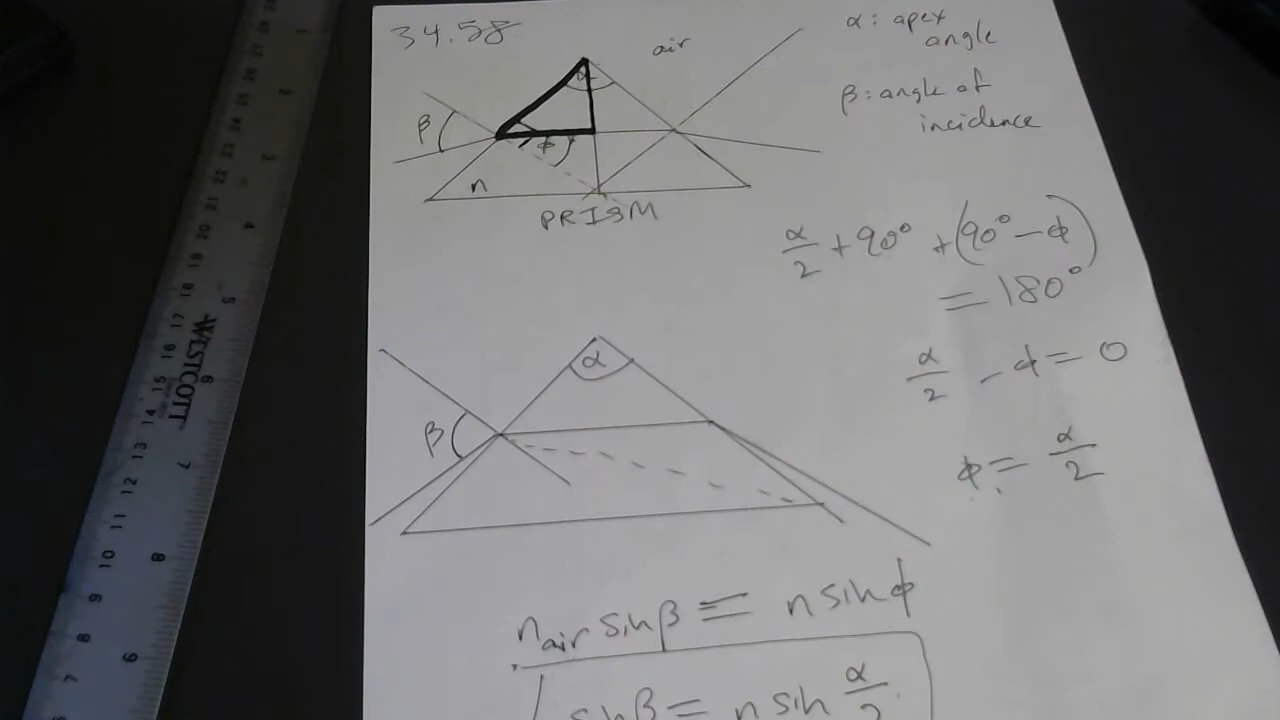 34.58
air
α: apex
angle
β: angle of
incidence
α
β
ϕ
n
PRISM
α/2 + 90° + (90° − ϕ)
= 180°
α/2 − ϕ = 0
ϕ = α/2
α
β
n_air sin β = n sin ϕ
sin β = n sin α/2
WESTCOTT